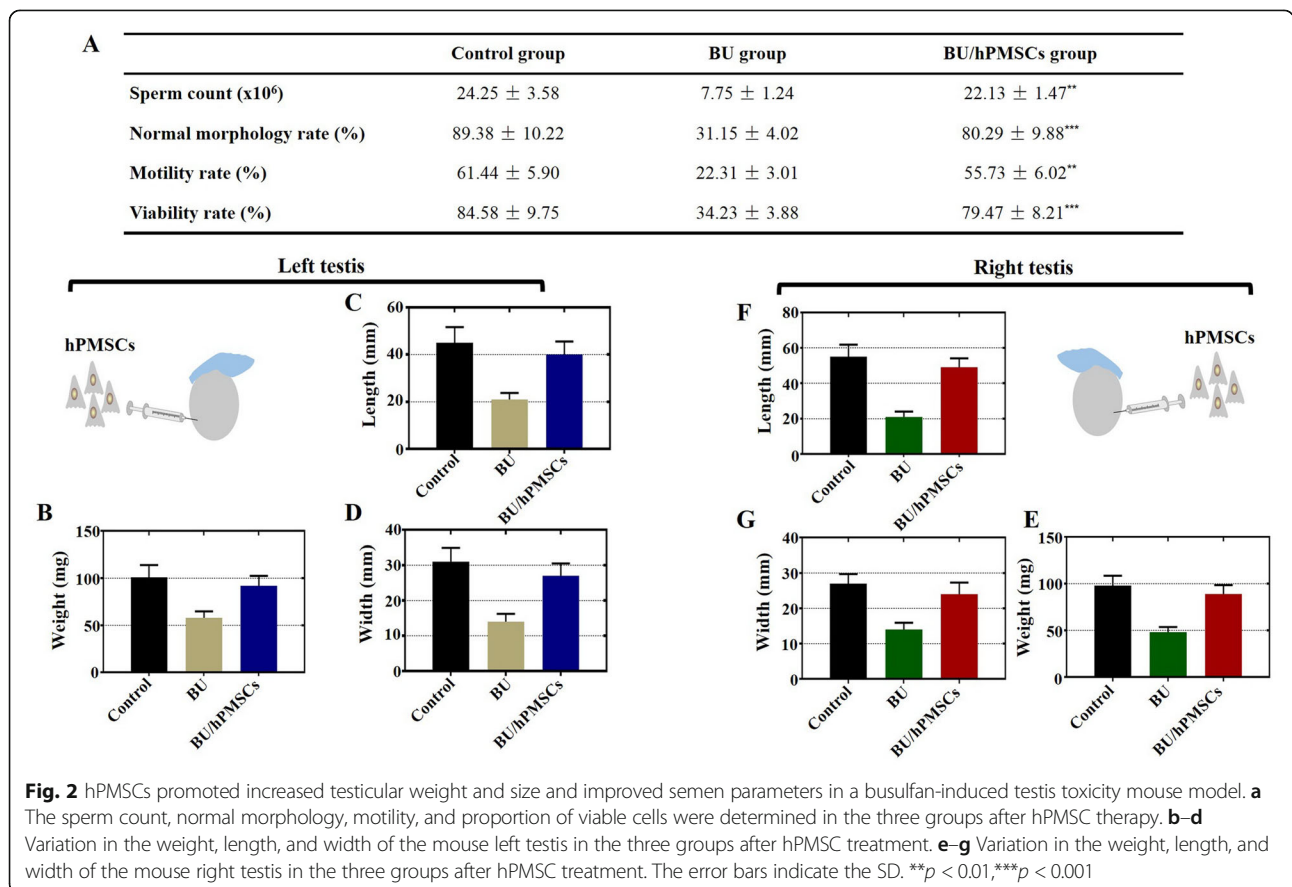 A
Control group BU group BU/hPMSCs group
Sperm count (x10⁶) 24.25 ± 3.58 7.75 ± 1.24 22.13 ± 1.47**
Normal morphology rate (%) 89.38 ± 10.22 31.15 ± 4.02 80.29 ± 9.88***
Motility rate (%) 61.44 ± 5.90 22.31 ± 3.01 55.73 ± 6.02**
Viability rate (%) 84.58 ± 9.75 34.23 ± 3.88 79.47 ± 8.21***
Left testis
hPMSCs
C
Length (mm)
60
40
20
0
Control BU BU/hPMSCs
B
Weight (mg)
150
100
50
0
Control BU BU/hPMSCs
D
Width (mm)
40
30
20
10
0
Control BU BU/hPMSCs
Right testis
hPMSCs
F
Length (mm)
80
60
40
20
0
Control BU BU/hPMSCs
G
Width (mm)
40
30
20
10
0
Control BU BU/hPMSCs
E
Weight (mg)
150
100
50
0
Control BU BU/hPMSCs
Fig. 2 hPMSCs promoted increased testicular weight and size and improved semen parameters in a busulfan-induced testis toxicity mouse model. a
The sperm count, normal morphology, motility, and proportion of viable cells were determined in the three groups after hPMSC therapy. b–d
Variation in the weight, length, and width of the mouse left testis in the three groups after hPMSC treatment. e–g Variation in the weight, length, and
width of the mouse right testis in the three groups after hPMSC treatment. The error bars indicate the SD. **p < 0.01,***p < 0.001